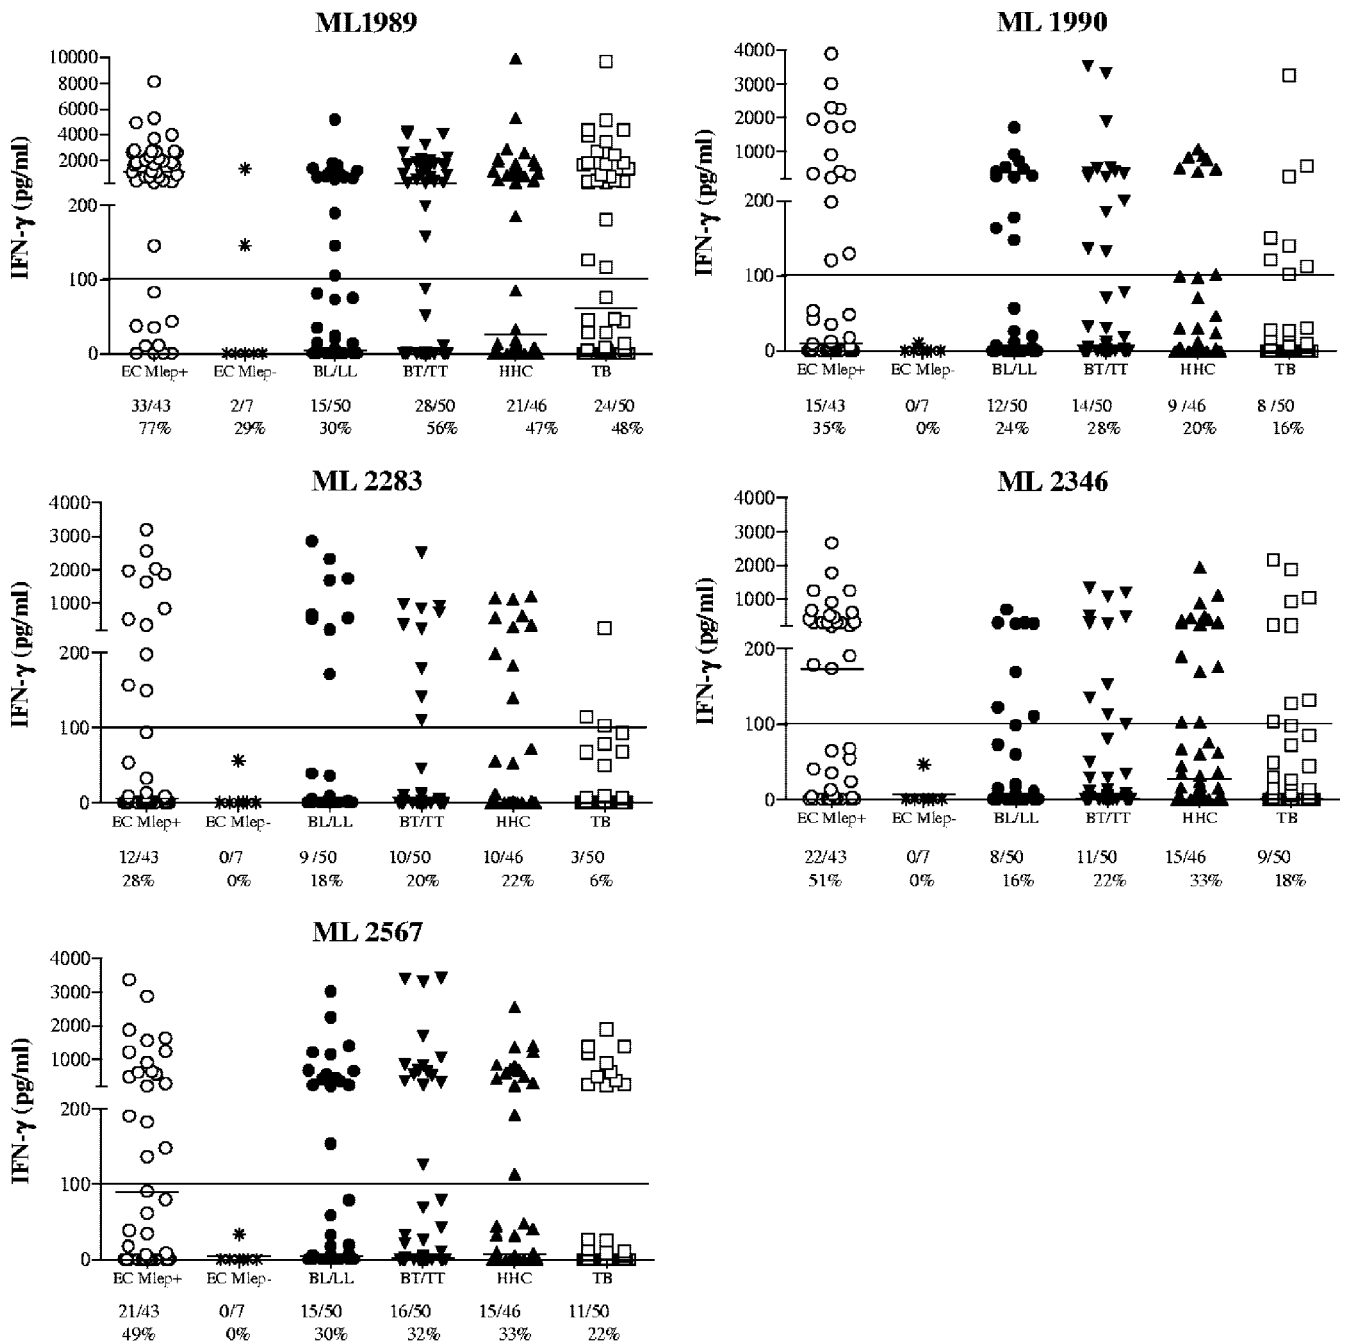 ML1989
IFN-γ (pg/ml)
10000
8000
6000
4000
2000
200
100
0
EC Mlep+ EC Mlep- BL/LL BT/TT HHC TB
33/43 2/7 15/50 28/50 21/46 24/50
77% 29% 30% 56% 47% 48%
ML 1990
IFN-γ (pg/ml)
4000
3000
2000
1000
200
100
0
EC Mlep+ EC Mlep- BL/LL BT/TT HHC TB
15/43 0/7 12/50 14/50 9 /46 8 /50
35% 0% 24% 28% 20% 16%
ML 2283
IFN-γ (pg/ml)
4000
3000
2000
1000
200
100
0
EC Mlep+ EC Mlep- BL/LL BT/TT HHC TB
12/43 0/7 9 /50 10/50 10/46 3/50
28% 0% 18% 20% 22% 6%
ML 2346
IFN-γ (pg/ml)
4000
3000
2000
1000
200
100
0
EC Mlep+ EC Mlep- BL/LL BT/TT HHC TB
22/43 0/7 8/50 11/50 15/46 9/50
51% 0% 16% 22% 33% 18%
ML 2567
IFN-γ (pg/ml)
4000
3000
2000
1000
200
100
0
EC Mlep+ EC Mlep- BL/LL BT/TT HHC TB
21/43 0/7 15/50 16/50 15/46 11/50
49% 0% 30% 32% 33% 22%